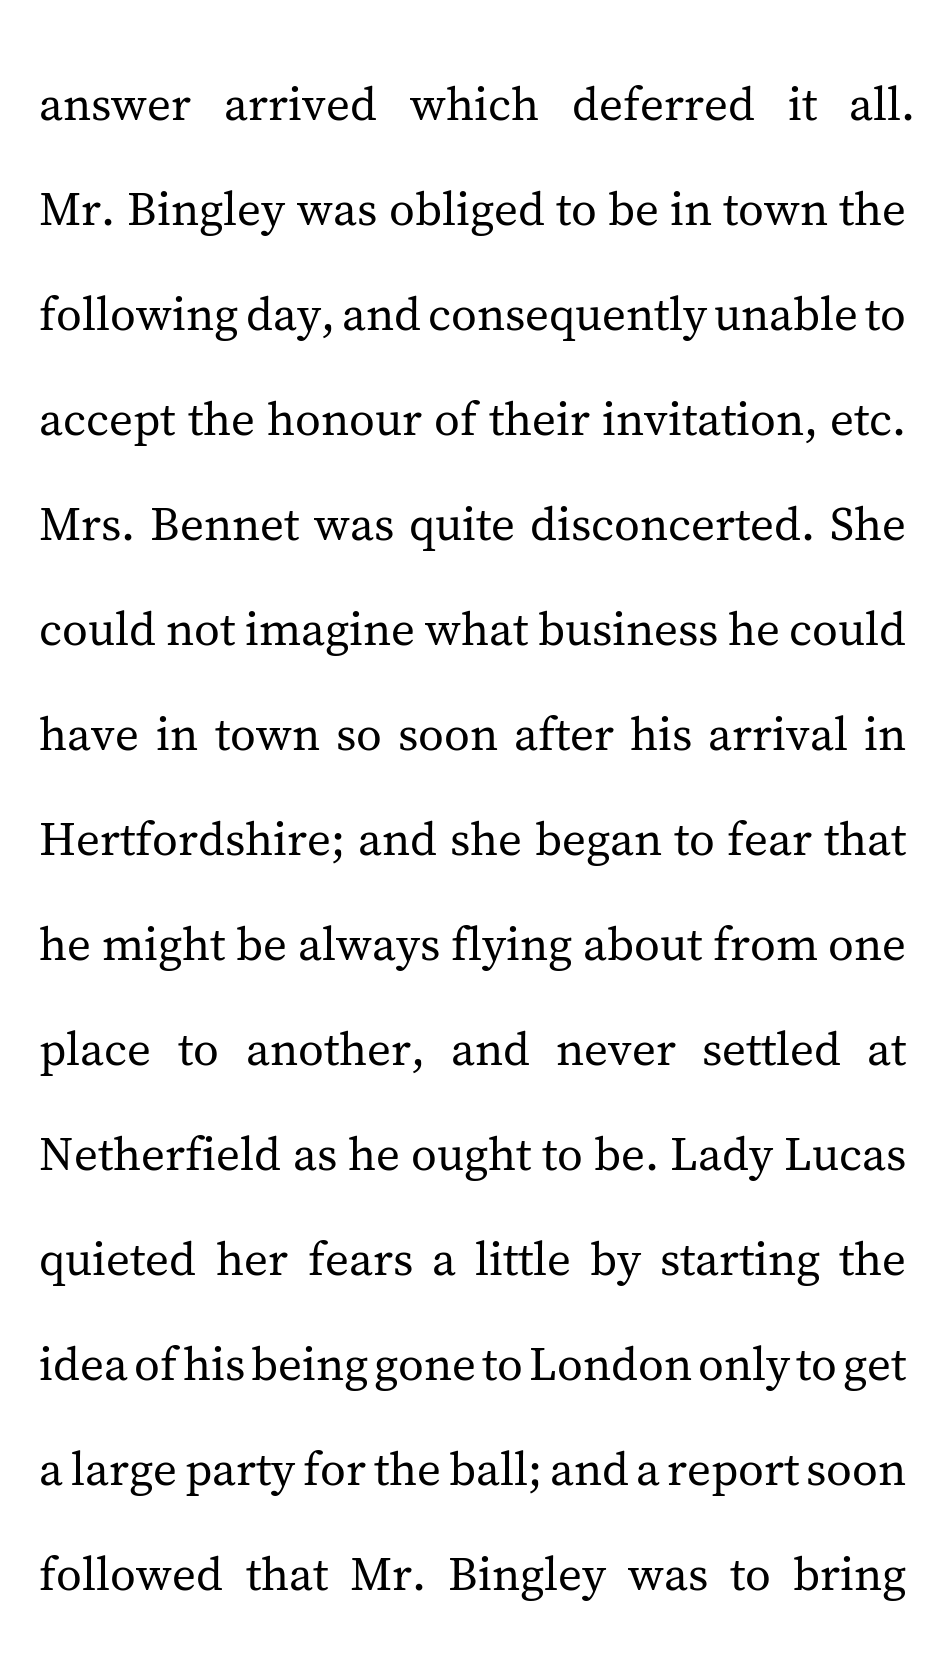 answer arrived which deferred it all.
Mr. Bingley was obliged to be in town the
following day, and consequently unable to
accept the honour of their invitation, etc.
Mrs. Bennet was quite disconcerted. She
could not imagine what business he could
have in town so soon after his arrival in
Hertfordshire; and she began to fear that
he might be always flying about from one
place to another, and never settled at
Netherfield as he ought to be. Lady Lucas
quieted her fears a little by starting the
idea of his being gone to London only to get
a large party for the ball; and a report soon
followed that Mr. Bingley was to bring